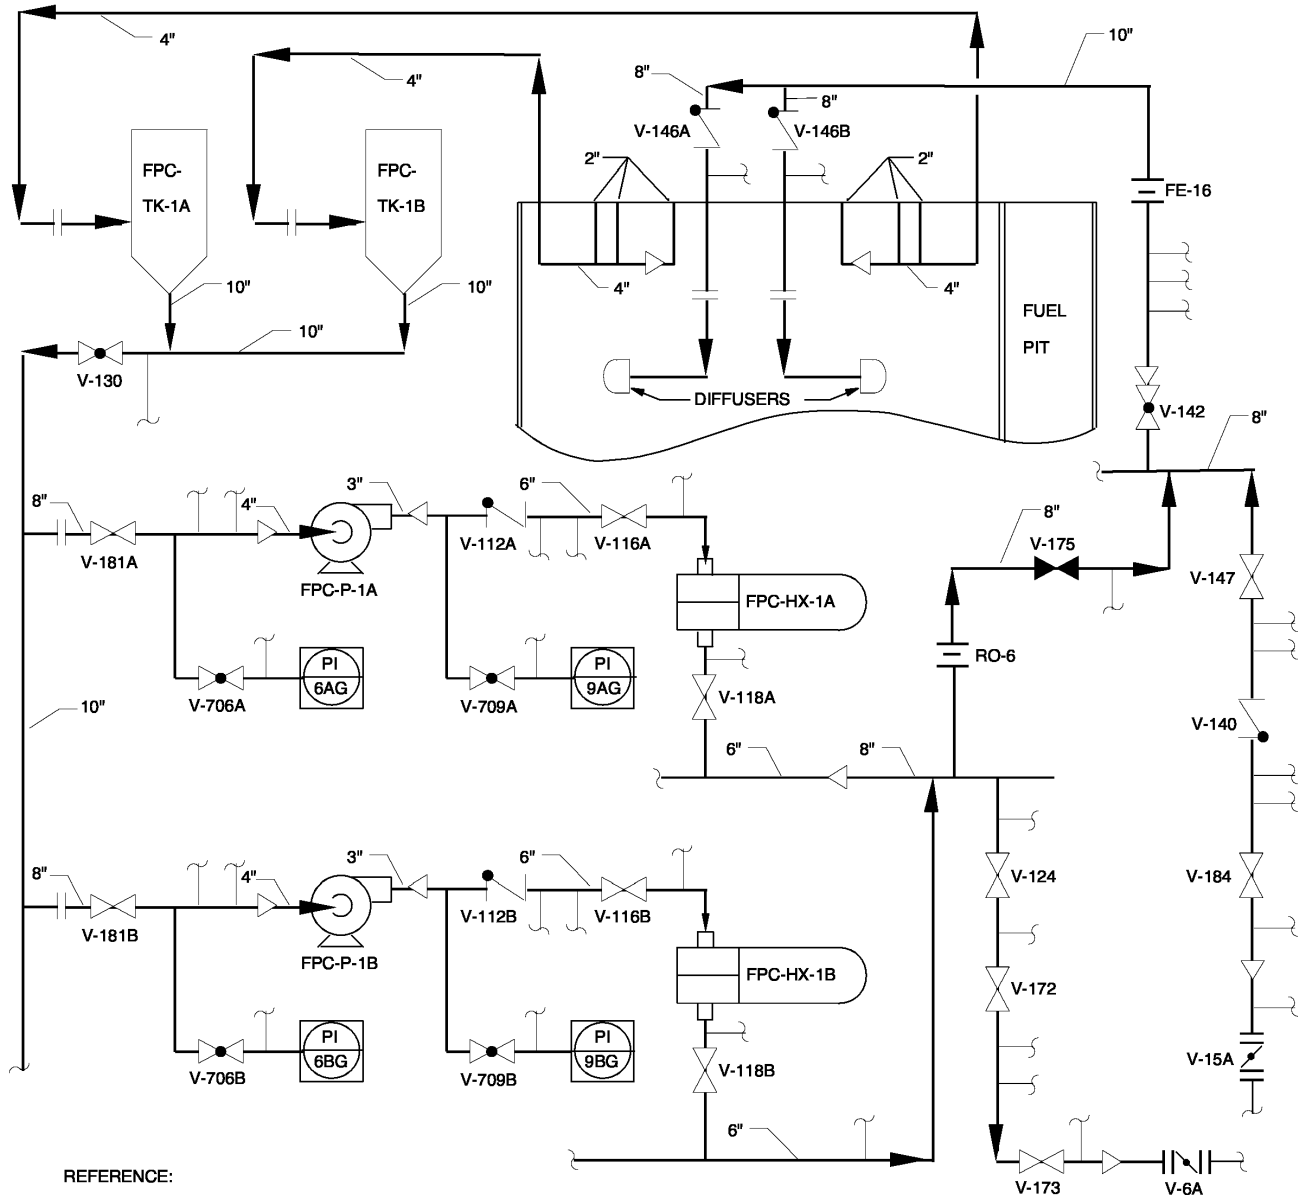 4"
10"
8"
4"
8"
V-146A
V-146B
FPC-
TK-1A
FPC-
TK-1B
2"
2"
FE-16
10"
10"
4"
4"
FUEL
PIT
10"
V-130
DIFFUSERS
V-142
8"
8"
4"
3"
6"
V-181A
FPC-P-1A
V-112A
V-116A
8"
V-175
V-147
FPC-HX-1A
PI
6AG
PI
9AG
RO-6
V-706A
V-709A
V-118A
10"
V-140
6"
8"
8"
4"
3"
6"
V-181B
FPC-P-1B
V-112B
V-116B
V-124
V-184
FPC-HX-1B
V-172
PI
6BG
PI
9BG
V-706B
V-709B
V-118B
V-15A
6"
REFERENCE:
V-173
V-6A